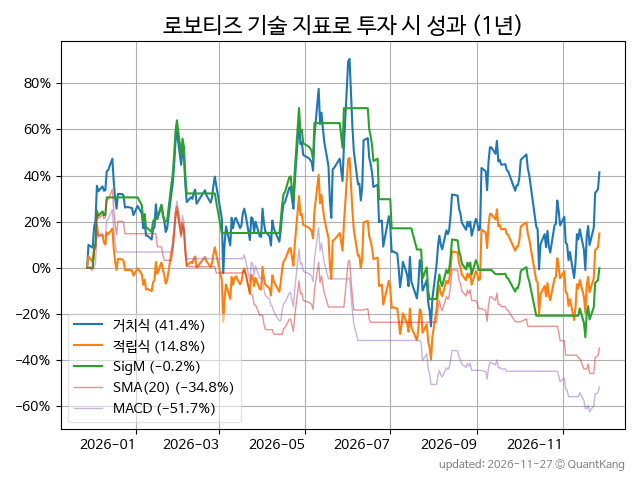 로보티즈 기술 지표로 투자 시 성과 (1년)
80%
60%
40%
20%
0%
−20%
−40%
−60%
거치식 (41.4%)
적립식 (14.8%)
SigM (−0.2%)
SMA(20) (−34.8%)
MACD (−51.7%)
2026-01 2026-03 2026-05 2026-07 2026-09 2026-11
updated: 2026-11-27 © QuantKang